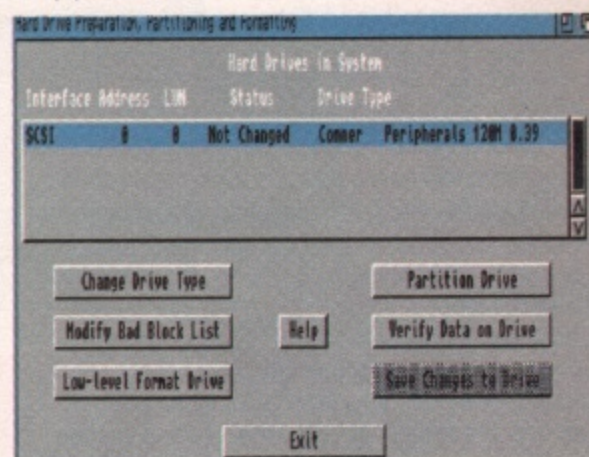 Hard Drive Preparation, Partitioning and Formatting
Hard Drives in System
Interface Address LUN Status Drive Type
SCSI 0 0 Not Changed Conner Peripherals 120M 0.39
Change Drive Type Partition Drive
Modify Bad Block List Help Verify Data on Drive
Low-level Format Drive Save Changes to Drive
Exit